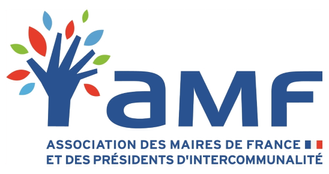 aMF
ASSOCIATION DES MAIRES DE FRANCE
ET DES PRÉSIDENTS D'INTERCOMMUNALITÉ